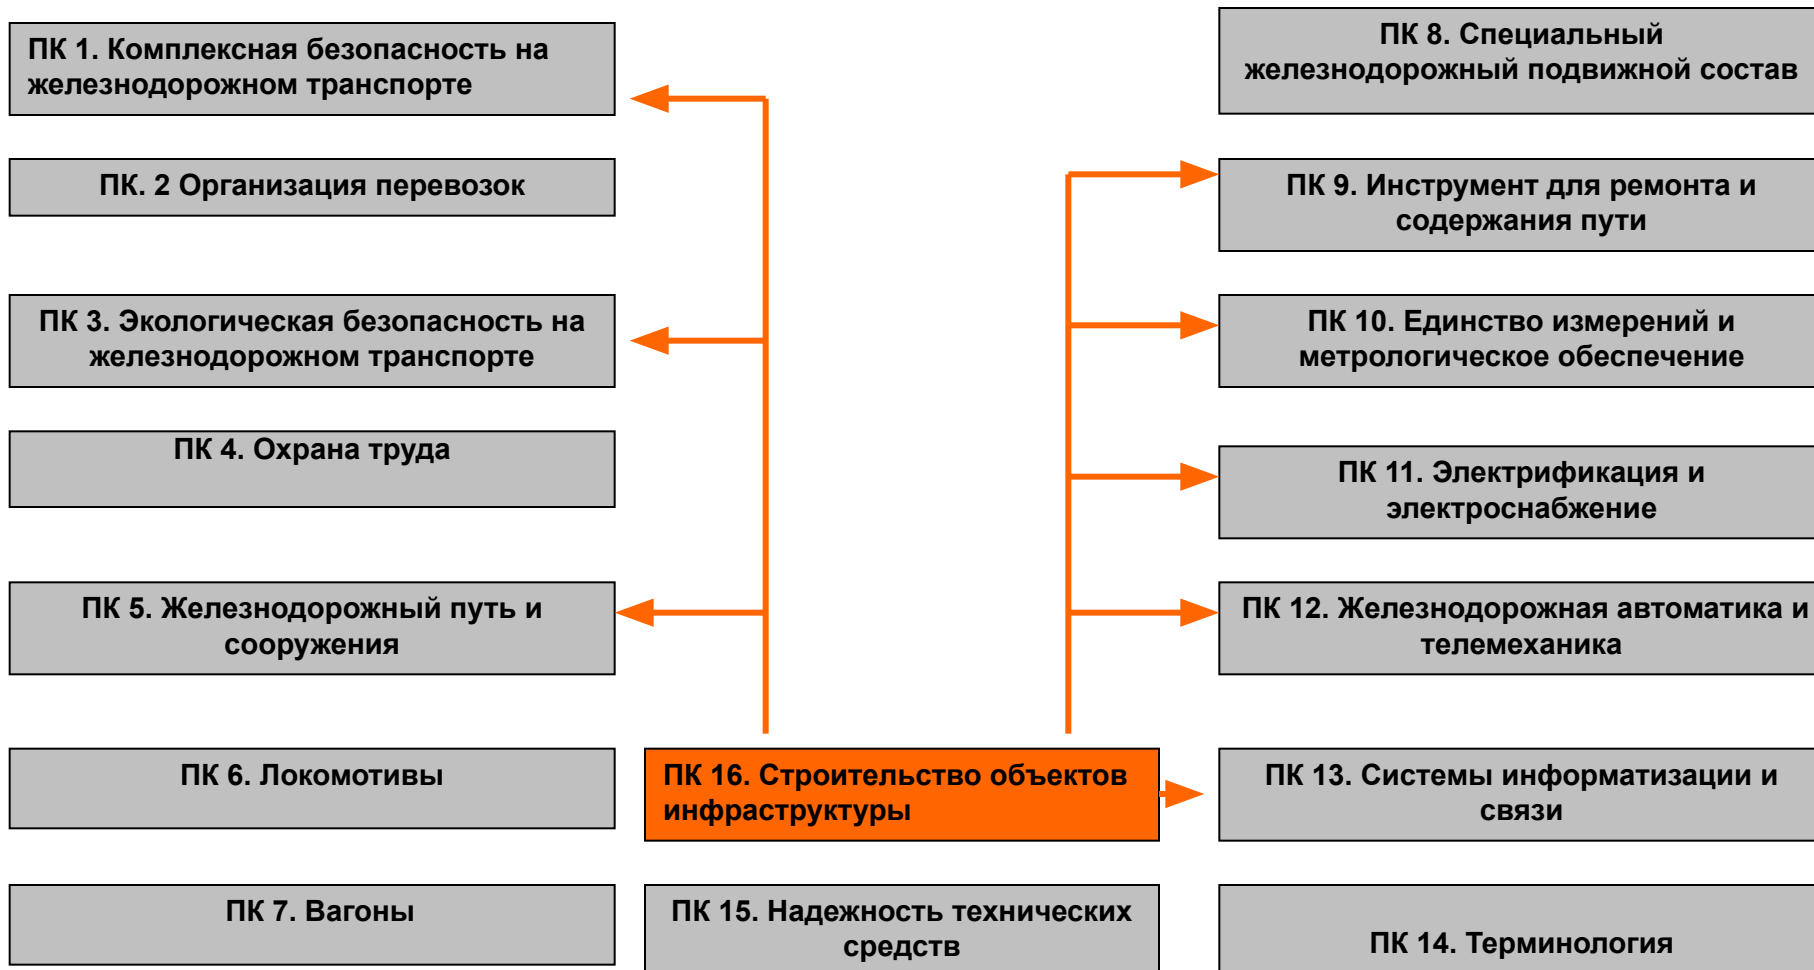 ПК 1. Комплексная безопасность на
железнодорожном транспорте
ПК. 2 Организация перевозок
ПК 3. Экологическая безопасность на
железнодорожном транспорте
ПК 4. Охрана труда
ПК 5. Железнодорожный путь и
сооружения
ПК 6. Локомотивы
ПК 7. Вагоны
ПК 16. Строительство объектов
инфраструктуры
ПК 15. Надежность технических
средств
ПК 8. Специальный
железнодорожный подвижной состав
ПК 9. Инструмент для ремонта и
содержания пути
ПК 10. Единство измерений и
метрологическое обеспечение
ПК 11. Электрификация и
электроснабжение
ПК 12. Железнодорожная автоматика и
телемеханика
ПК 13. Системы информатизации и
связи
ПК 14. Терминология